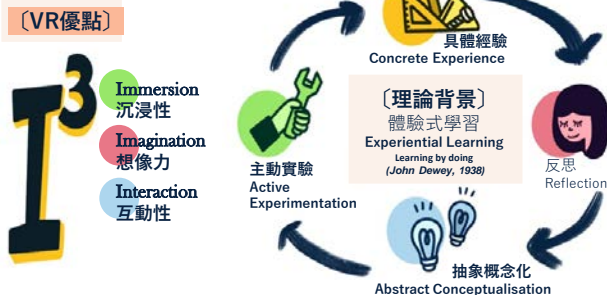 〔VR優點〕
I3
Immersion
沉浸性
Imagination
想像力
Interaction
互動性
具體經驗
Concrete Experience
〔理論背景〕
體驗式學習
Experiential Learning
Learning by doing
(John Dewey, 1938)
反思
Reflection
抽象概念化
Abstract Conceptualisation
主動實驗
Active
Experimentation